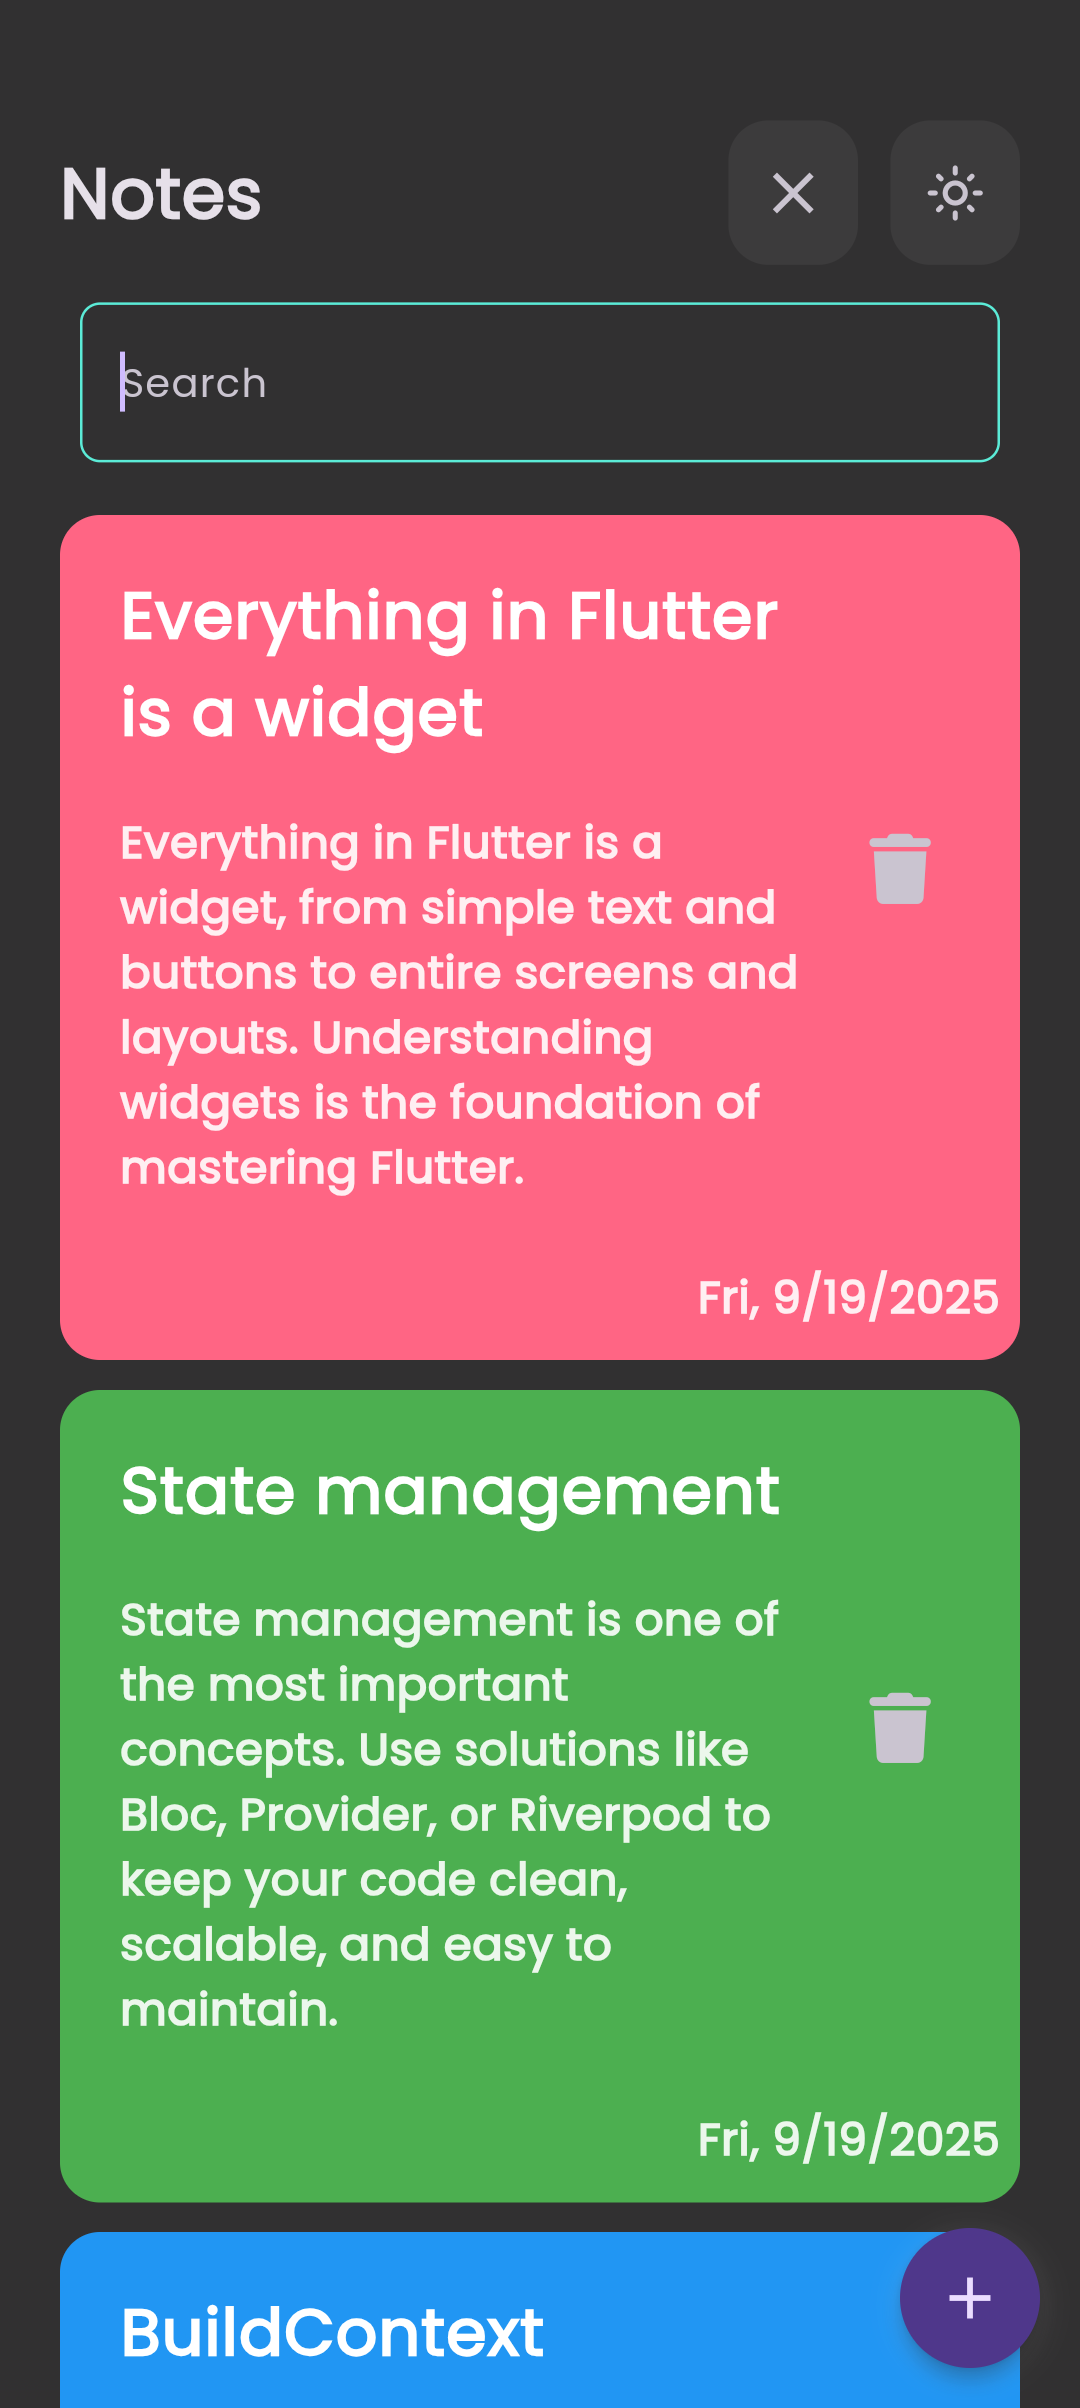 Notes
Search
Everything in Flutter
is a widget
Everything in Flutter is a
widget, from simple text and
buttons to entire screens and
layouts. Understanding
widgets is the foundation of
mastering Flutter.
Fri, 9/19/2025
State management
State management is one of
the most important
concepts. Use solutions like
Bloc, Provider, or Riverpod to
keep your code clean,
scalable, and easy to
maintain.
Fri, 9/19/2025
BuildContext